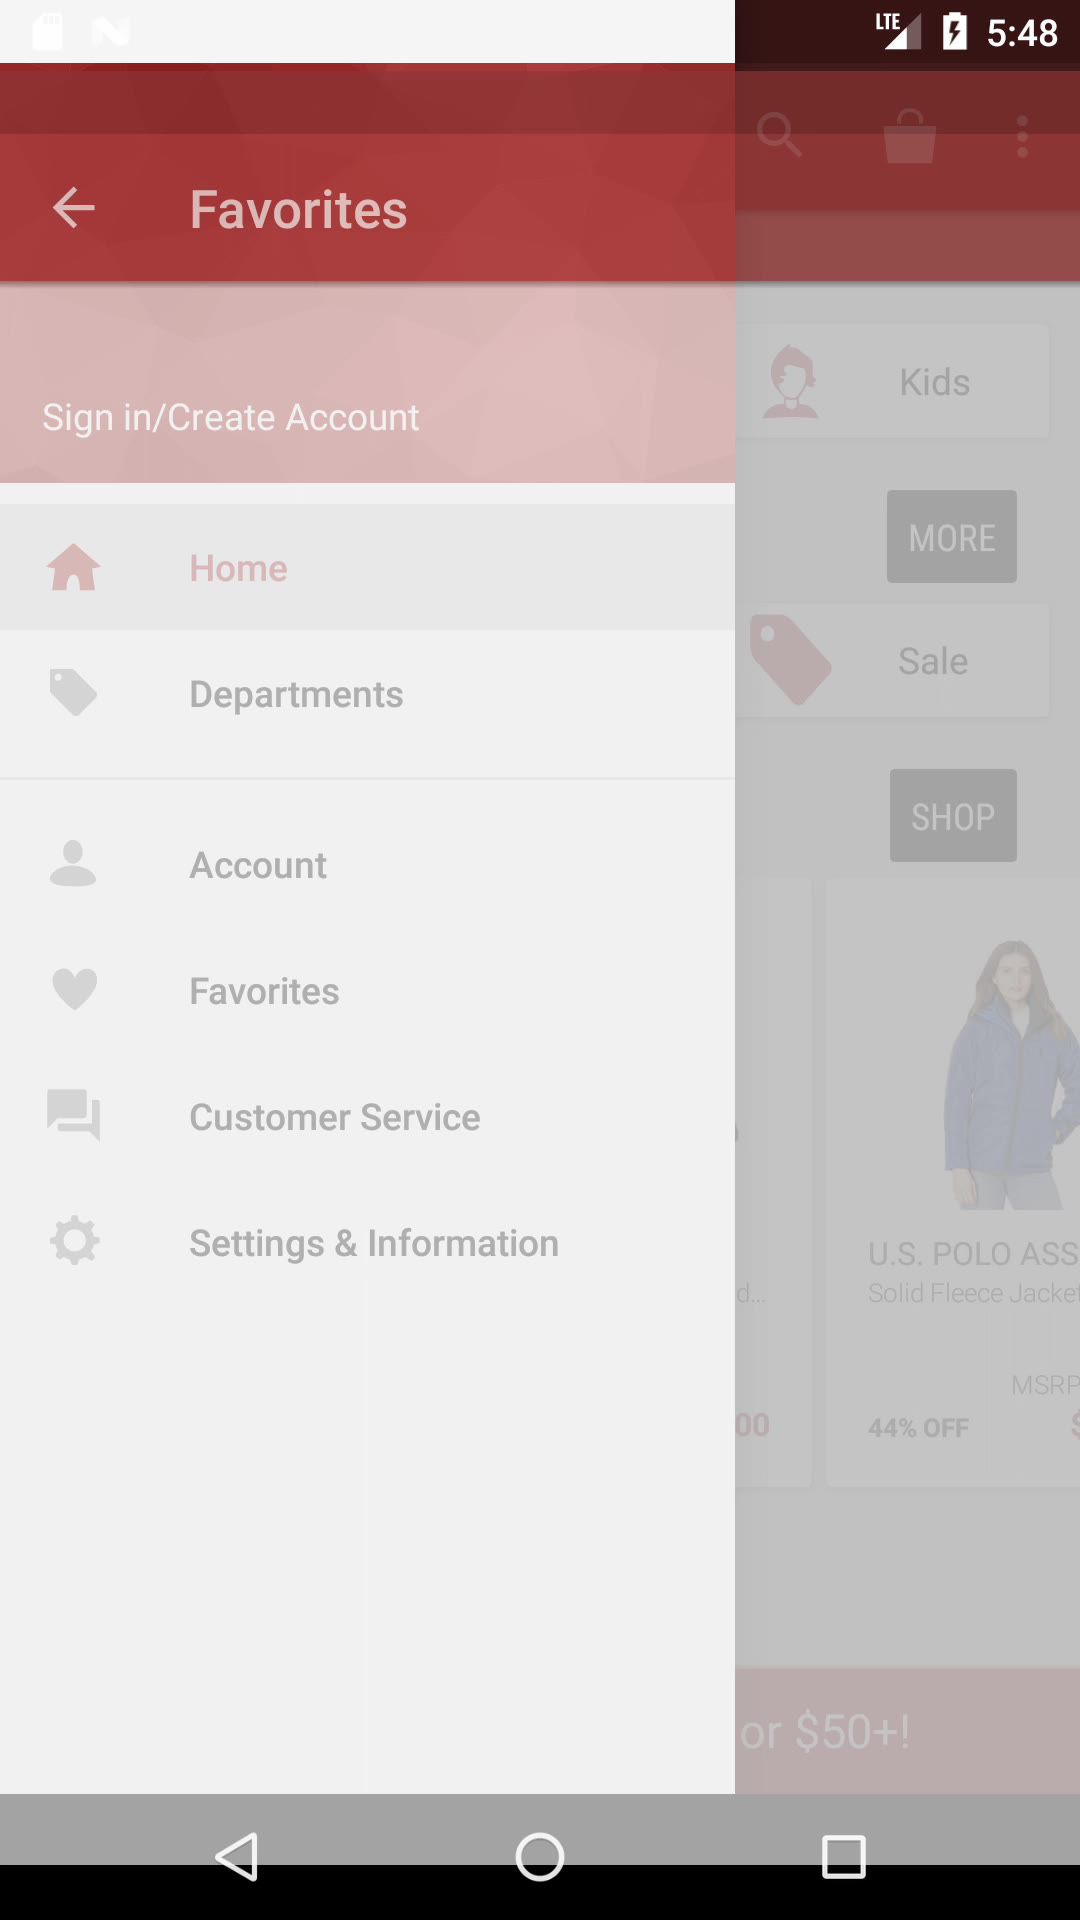 LTE 5:48
Favorites
Sign in/Create Account
Kids
Home
MORE
Departments
Sale
SHOP
Account
Favorites
Customer Service
Settings & Information
U.S. POLO ASS
d... Solid Fleece Jacket
MSRP
00 44% OFF $
or $50+!